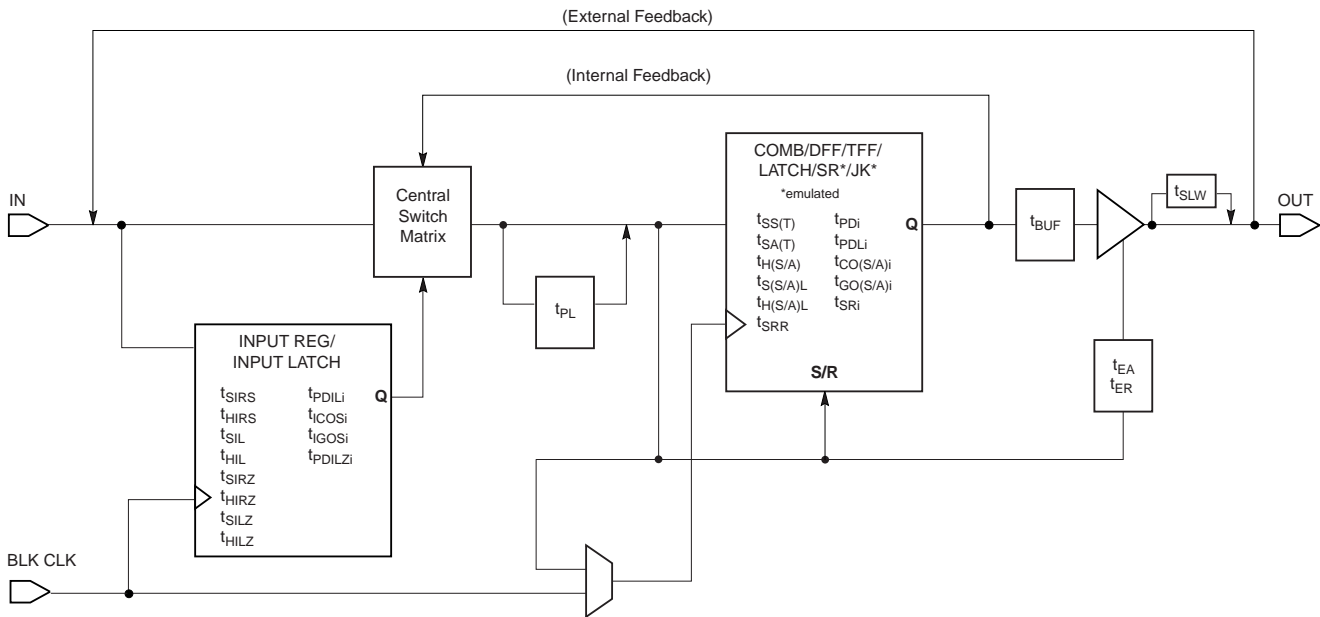 (External Feedback)
(Internal Feedback)
IN
Central
Switch
Matrix
COMB/DFF/TFF/
LATCH/SR*/JK*
*emulated
tSS(T) tPDi
tSA(T) tPDLi
tH(S/A) tCO(S/A)i
tS(S/A)L tGO(S/A)i
tH(S/A)L tSRi
tSRR
Q
S/R
tBUF
tSLW
OUT
tPL
tEA
tER
INPUT REG/
INPUT LATCH
tSIRS tPDILi
tHIRS tICOSi
tSIL tIGOSi
tHIL tPDILZi
tSIRZ
tHIRZ
tSILZ
tHILZ
Q
BLK CLK